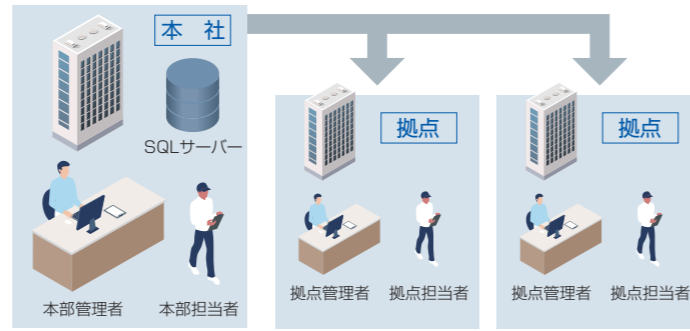 本 社
SQLサーバー
本部管理者
本部担当者
拠点
拠点管理者
拠点担当者
拠点
拠点管理者
拠点担当者